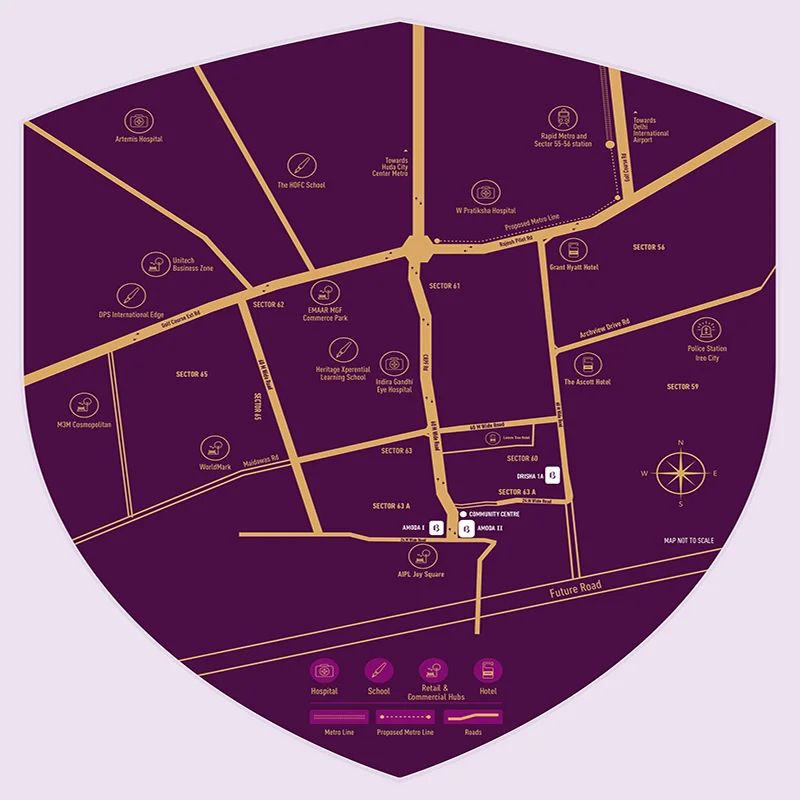 Artemis Hospital
The HDFC School
Towards
Huda City
Center Metro
Rapid Metro and
Sector 55-56 station
Golf Course Rd
Towards
Delhi
International
Airport
W Pratiksha Hospital
Proposed Metro Line
Rajesh Pilot Rd
Grant Hyatt Hotel
SECTOR 56
Unitech
Business Zone
DPS International Edge
Golf Course Ext Rd
SECTOR 62
EMAAR MGF
Commerce Park
SECTOR 61
Archview Drive Rd
Police Station
Ireo City
SECTOR 65
60 M Wide Road
Heritage Xperential
Learning School
Indira Gandhi
Eye Hospital
The Ascott Hotel
SECTOR 59
M3M Cosmopolitan
SECTOR 65
60 M Wide Road
60 M Wide Road
WorldMark
Maidawas Rd
SECTOR 63
SECTOR 60
DRISHA 1A
SECTOR 63 A
24 M Wide Road
SECTOR 63 A
COMMUNITY CENTRE
AMODA I
AMODA II
24 M Wide Road
AIPL Joy Square
N
W
E
S
MAP NOT TO SCALE
Future Road
Hospital
School
Retail &
Commercial Hubs
Hotel
Metro Line
Proposed Metro Line
Roads